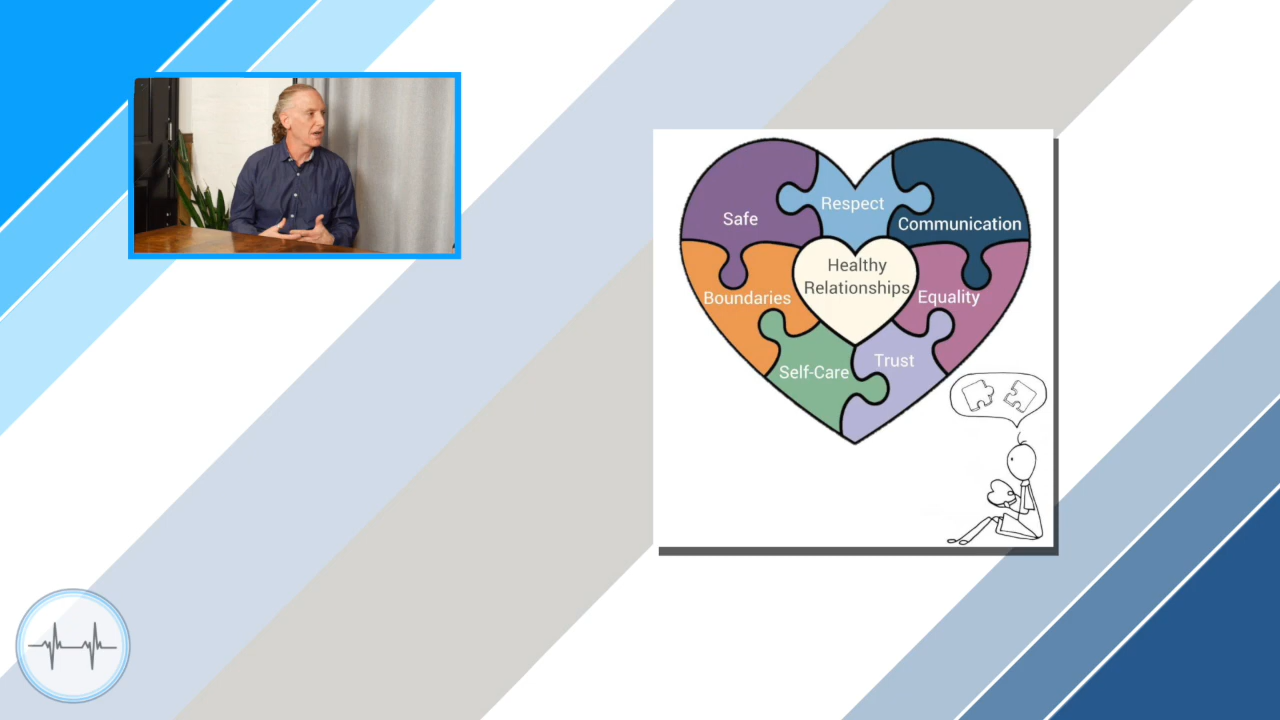 Safe
Respect
Communication
Healthy
Relationships
Boundaries
Equality
Self-Care
Trust